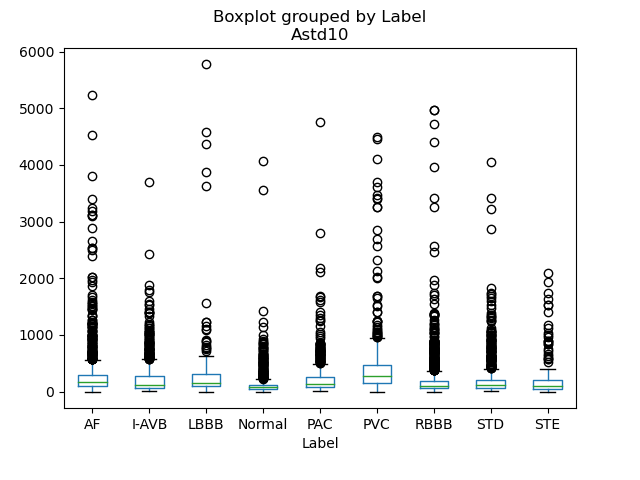 Boxplot grouped by Label
Astd10
6000
5000
4000
3000
2000
1000
0
AF I-AVB LBBB Normal PAC PVC RBBB STD STE
Label